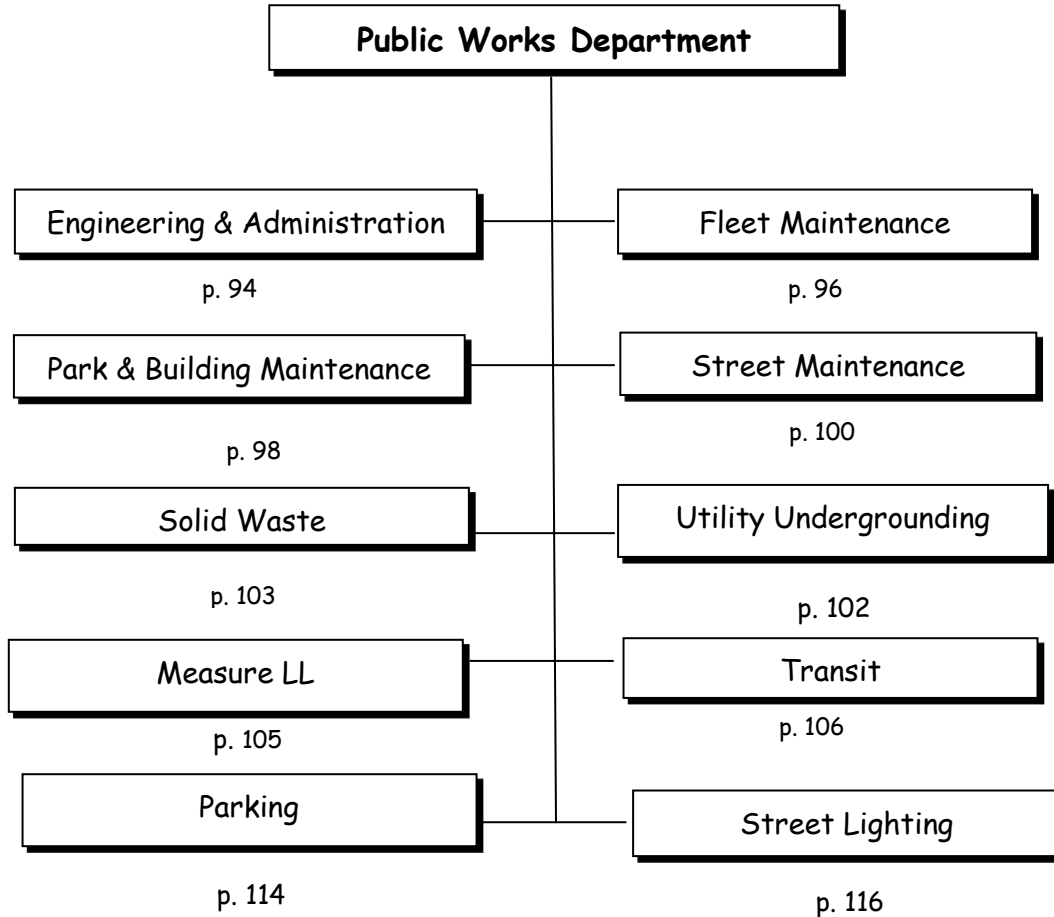 Public Works Department
Engineering & Administration
Fleet Maintenance
p. 94
p. 96
Park & Building Maintenance
Street Maintenance
p. 98
p. 100
Solid Waste
Utility Undergrounding
p. 103
p. 102
Measure LL
Transit
p. 105
p. 106
Parking
Street Lighting
p. 114
p. 116